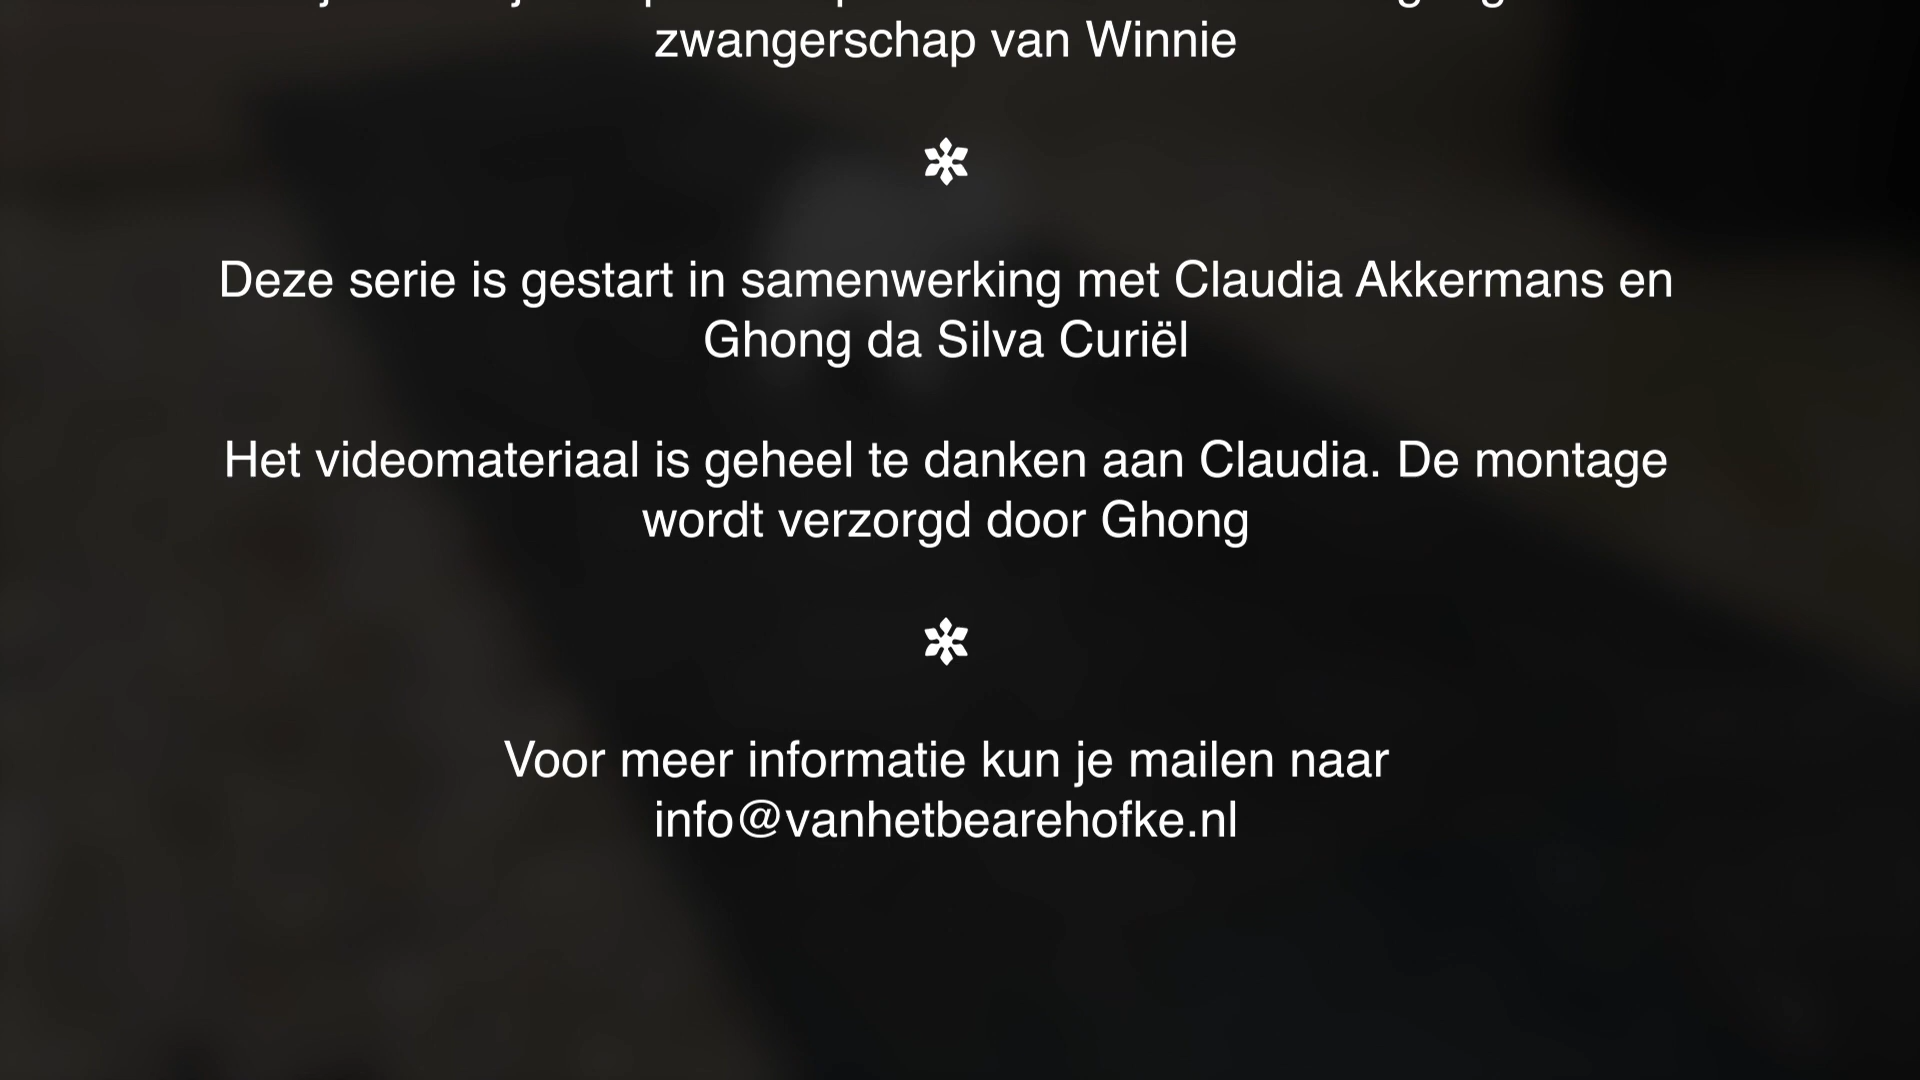 zwangerschap van Winnie
Deze serie is gestart in samenwerking met Claudia Akkermans en
Ghong da Silva Curiël
Het videomateriaal is geheel te danken aan Claudia. De montage
wordt verzorgd door Ghong
Voor meer informatie kun je mailen naar
info@vanhetbearehofke.nl